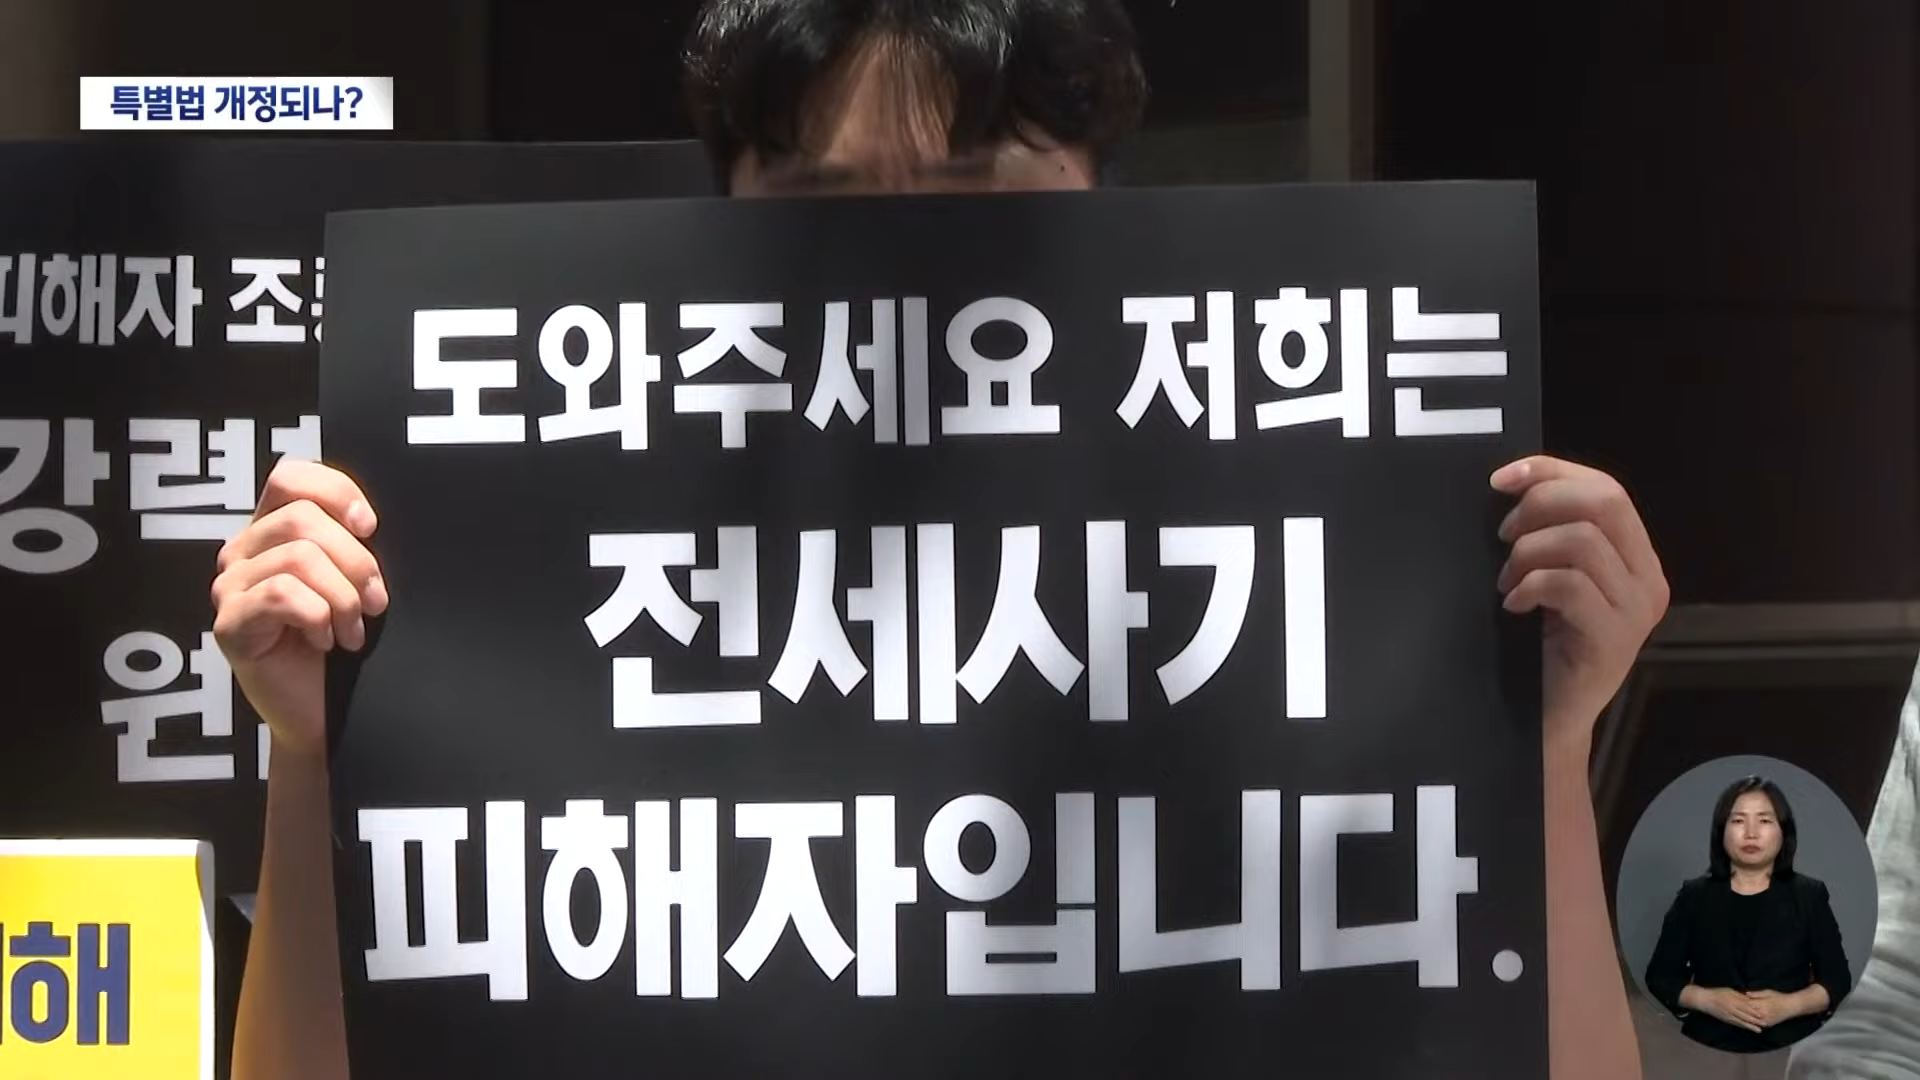 특별법 개정되나?
도와주세요 저희는
전세사기
피해자입니다.
피해자
강력
원
해